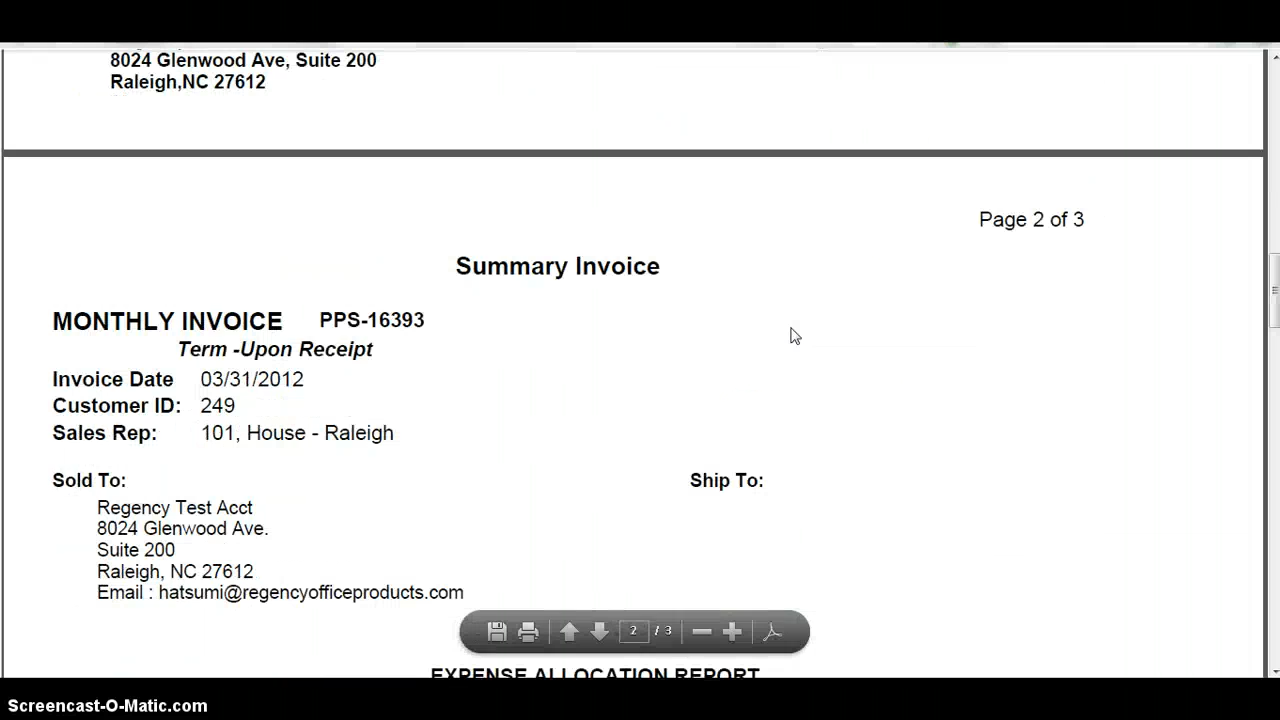 8024 Glenwood Ave, Suite 200
Raleigh,NC 27612
Page 2 of 3
Summary Invoice
MONTHLY INVOICE PPS-16393
Term -Upon Receipt
Invoice Date 03/31/2012
Customer ID: 249
Sales Rep: 101, House - Raleigh
Sold To: Ship To:
Regency Test Acct
8024 Glenwood Ave.
Suite 200
Raleigh, NC 27612
Email : hatsumi@regencyofficeproducts.com
2 / 3
EXPENSE ALLOCATION REPORT
Screencast-O-Matic.com